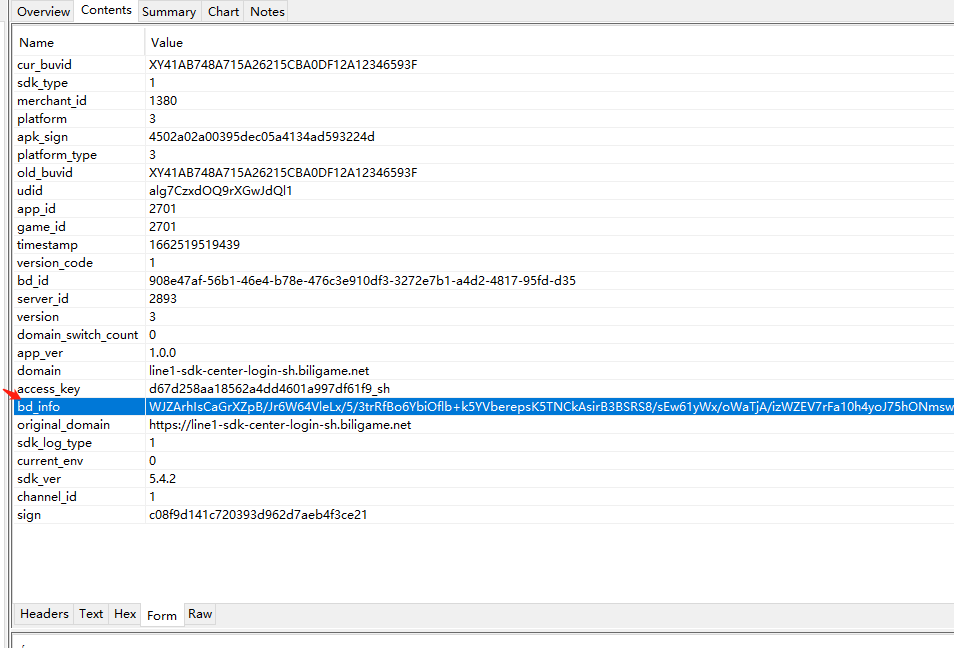 Overview Contents Summary Chart Notes
Name Value
cur_buvid XY41AB748A715A26215CBA0DF12A12346593F
sdk_type 1
merchant_id 1380
platform 3
apk_sign 4502a02a00395dec05a4134ad593224d
platform_type 3
old_buvid XY41AB748A715A26215CBA0DF12A12346593F
udid alg7CzxdOQ9rXGwJdQl1
app_id 2701
game_id 2701
timestamp 1662519519439
version_code 1
bd_id 908e47af-56b1-46e4-b78e-476c3e910df3-3272e7b1-a4d2-4817-95fd-d35
server_id 2893
version 3
domain_switch_count 0
app_ver 1.0.0
domain line1-sdk-center-login-sh.biligame.net
access_key d67d258aa18562a4dd4601a997df61f9_sh
bd_info WJZArhIsCaGrXZpB/Jr6W64VleLx/5/3trRfBo6YbiOflb+k5YVberepsK5TNCkAsirB3BSRS8/sEw61yWx/oWaTjA/izWZEV7rFa10h4yoJ75hONmsw
original_domain https://line1-sdk-center-login-sh.biligame.net
sdk_log_type 1
current_env 0
sdk_ver 5.4.2
channel_id 1
sign c08f9d141c720393d962d7aeb4f3ce21
Headers Text Hex Form Raw